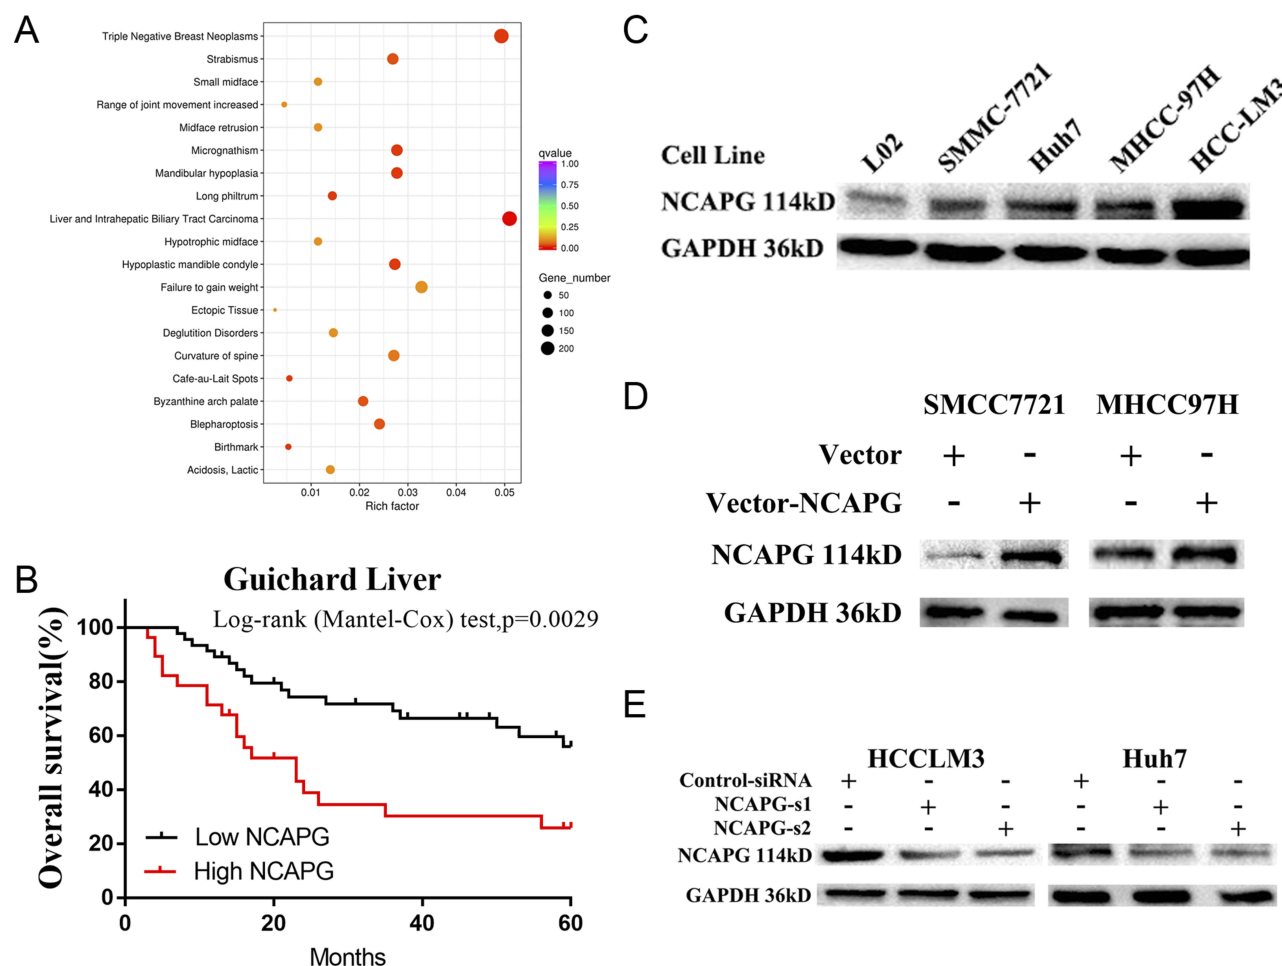 A
Triple Negative Breast Neoplasms
Strabismus
Small midface
Range of joint movement increased
Midface retrusion
Micrognathism
Mandibular hypoplasia
Long philtrum
Liver and Intrahepatic Biliary Tract Carcinoma
Hypotrophic midface
Hypoplastic mandible condyle
Failure to gain weight
Ectopic Tissue
Deglutition Disorders
Curvature of spine
Cafe-au-Lait Spots
Byzanthine arch palate
Blepharoptosis
Birthmark
Acidosis, Lactic
0.01 0.02 0.03 0.04 0.05
Rich factor
qvalue
1.00
0.75
0.50
0.25
0.00
Gene_number
50
100
150
200
B
Guichard Liver
Log-rank (Mantel-Cox) test,p=0.0029
Overall survival(%)
100
80
60
40
20
0
Low NCAPG
High NCAPG
0 20 40 60
Months
C
Cell Line L02 SMMC-7721 Huh7 MHCC-97H HCC-LM3
NCAPG 114kD
GAPDH 36kD
D
SMCC7721 MHCC97H
Vector + - + -
Vector-NCAPG - + - +
NCAPG 114kD
GAPDH 36kD
E
HCCLM3 Huh7
Control-siRNA + - - + - -
NCAPG-s1 - + - - + -
NCAPG-s2 - - + - - +
NCAPG 114kD
GAPDH 36kD